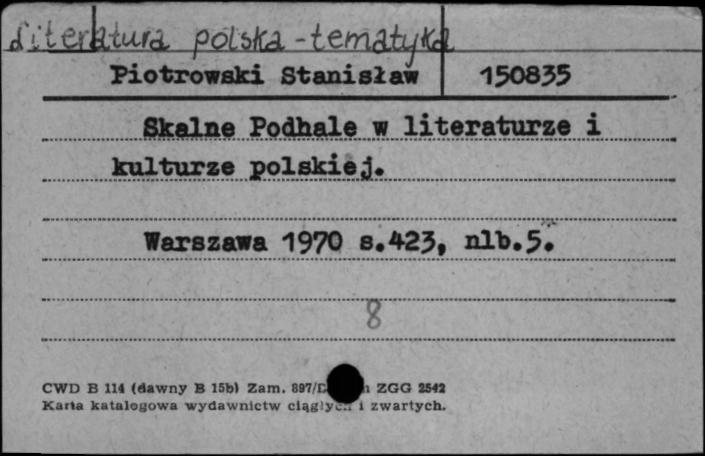 Literatura polska - tematyka
Piotrowski Stanisław 150835
Skalne Podhale w literaturze i
kulturze polskiej.
Warszawa 1970 s.423, nlb.5.
8
CWD B 114 (dawny B 15b) Zam. ZGG 2542
Karta katalogowa wydawnictw ciągłych i zwartych.